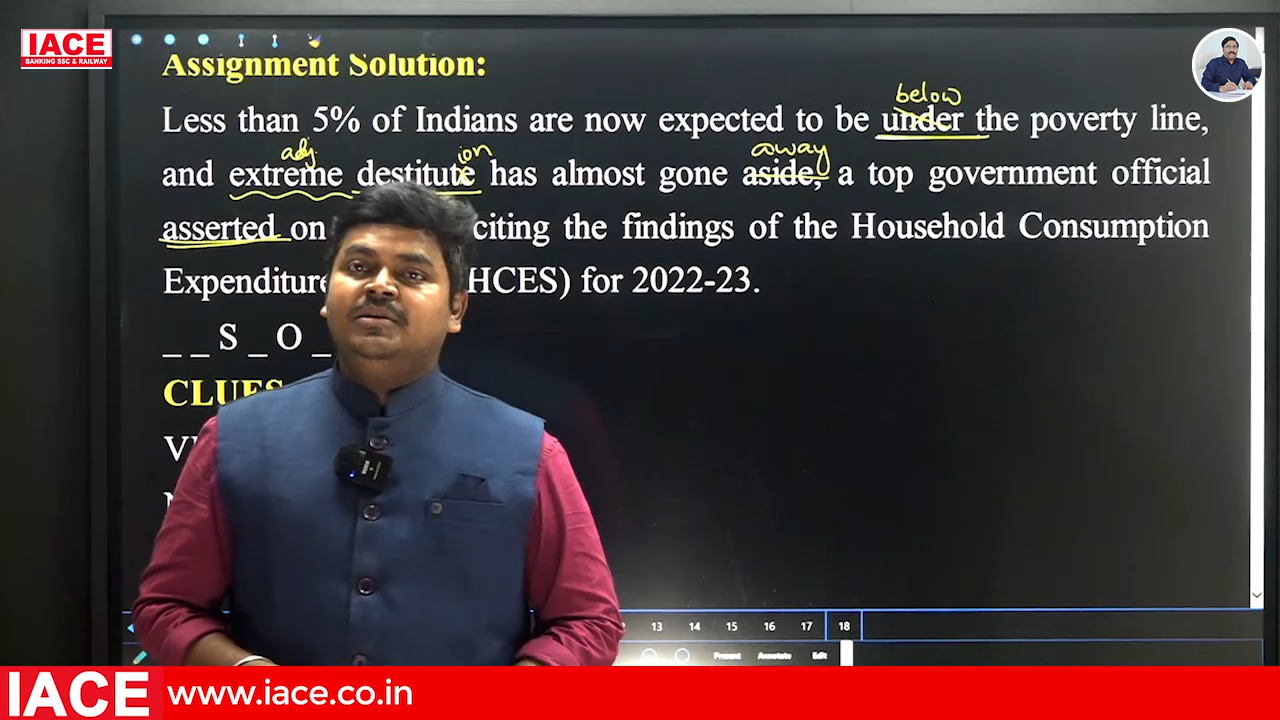 IACE
BANKING SSC & RAILWAY
Assignment Solution:
below
Less than 5% of Indians are now expected to be under the poverty line,
adj. ion away
and extreme destitute has almost gone aside, a top government official
asserted on citing the findings of the Household Consumption
Expenditure HCES) for 2022-23.
_ _ S _ O _
CLUES
13 14 15 16 17 18
Present Annotate Edit
IACE www.iace.co.in